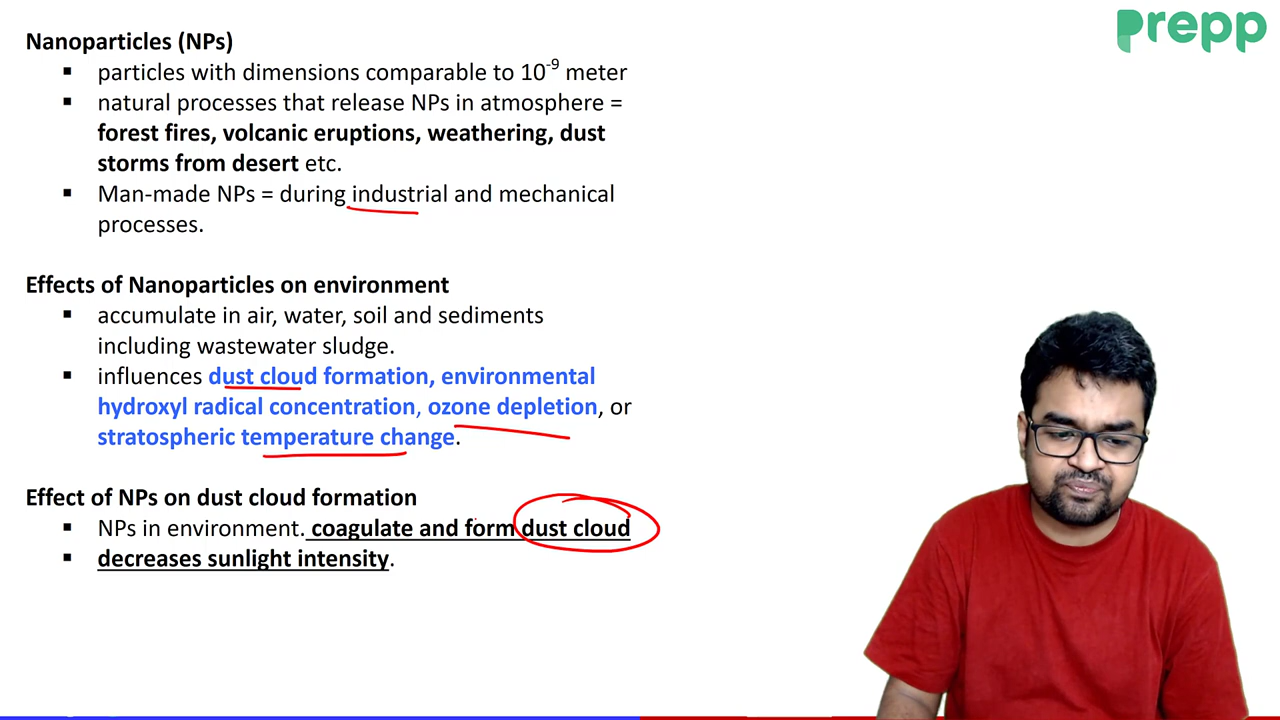 Prepp
Nanoparticles (NPs)
▪ particles with dimensions comparable to 10⁻⁹ meter
▪ natural processes that release NPs in atmosphere =
forest fires, volcanic eruptions, weathering, dust
storms from desert etc.
▪ Man-made NPs = during industrial and mechanical
processes.
Effects of Nanoparticles on environment
▪ accumulate in air, water, soil and sediments
including wastewater sludge.
▪ influences dust cloud formation, environmental
hydroxyl radical concentration, ozone depletion, or
stratospheric temperature change.
Effect of NPs on dust cloud formation
▪ NPs in environment. coagulate and form dust cloud
▪ decreases sunlight intensity.